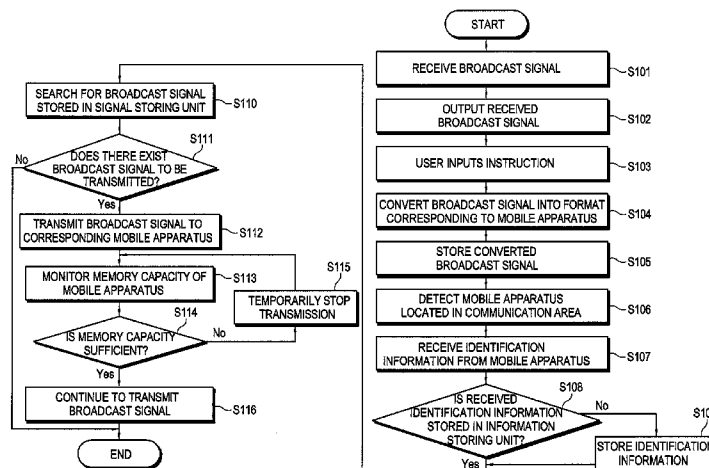 START
RECEIVE BROADCAST SIGNAL
S101
OUTPUT RECEIVED
BROADCAST SIGNAL
S102
USER INPUTS INSTRUCTION
S103
CONVERT BROADCAST SIGNAL INTO FORMAT
CORRESPONDING TO MOBILE APPARATUS
S104
STORE CONVERTED
BROADCAST SIGNAL
S105
DETECT MOBILE APPARATUS
LOCATED IN COMMUNICATION AREA
S106
RECEIVE IDENTIFICATION
INFORMATION FROM MOBILE APPARATUS
S107
IS RECEIVED
IDENTIFICATION INFORMATION
STORED IN INFORMATION
STORING UNIT?
S108
No
Yes
STORE IDENTIFICATION
INFORMATION
SEARCH FOR BROADCAST SIGNAL
STORED IN SIGNAL STORING UNIT
S110
DOES THERE EXIST
BROADCAST SIGNAL TO BE
TRANSMITTED?
S111
No
Yes
TRANSMIT BROADCAST SIGNAL TO
CORRESPONDING MOBILE APPARATUS
S112
MONITOR MEMORY CAPACITY OF
MOBILE APPARATUS
S113
IS MEMORY CAPACITY
SUFFICIENT?
S114
No
TEMPORARILY STOP
TRANSMISSION
S115
Yes
CONTINUE TO TRANSMIT
BROADCAST SIGNAL
S116
END